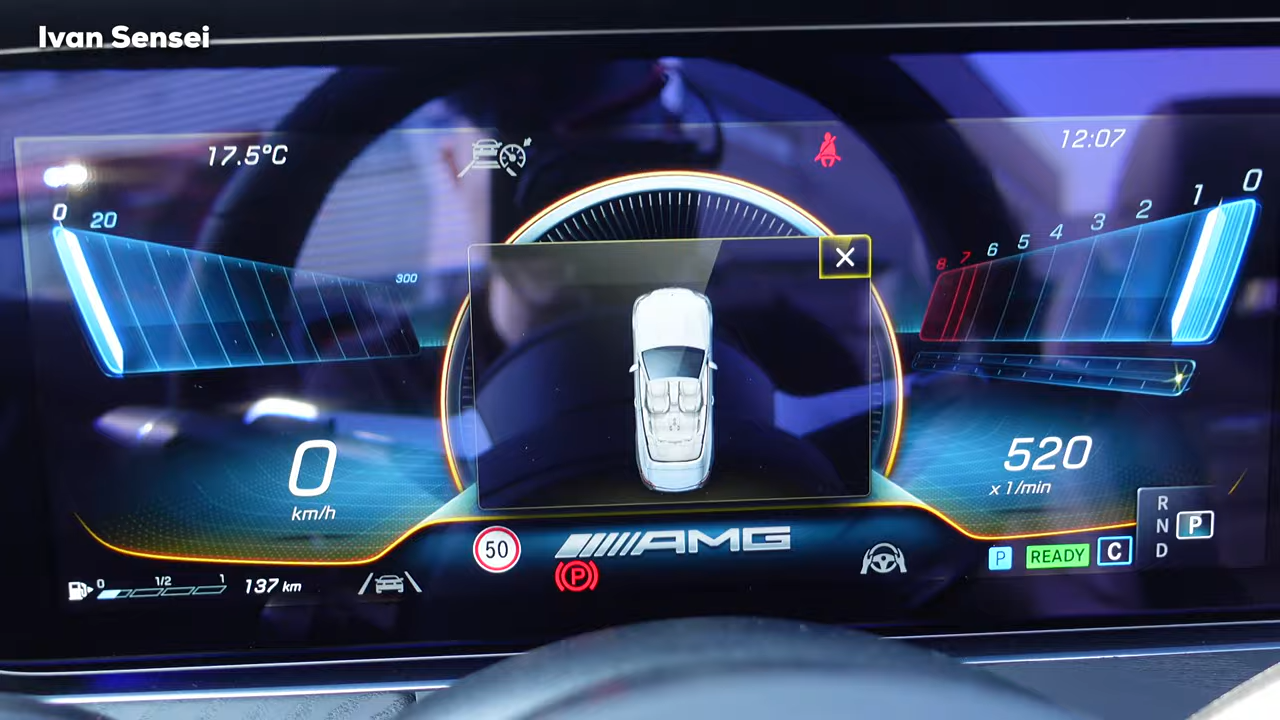 Ivan Sensei
17.5°C
12:07
0 20 300
8 7 6 5 4 3 2 1 0
0
km/h
520
x 1/min
50
AMG
P
P
READY
C
R
N
D
P
0 1/2 1
137 km